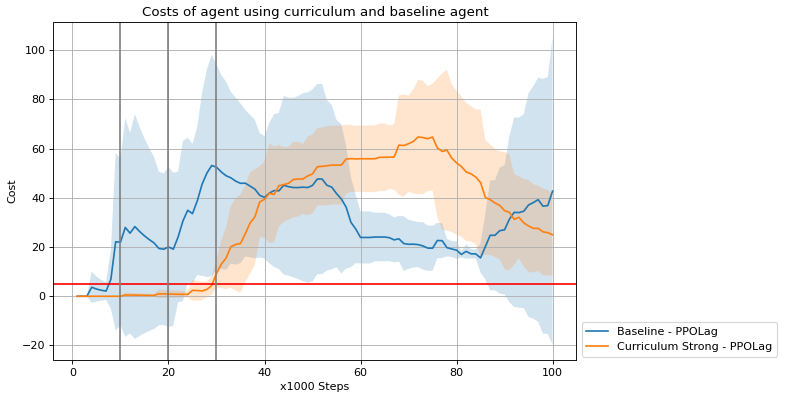 Costs of agent using curriculum and baseline agent
Cost
100
80
60
40
20
0
−20
0 20 40 60 80 100
x1000 Steps
Baseline - PPOLag
Curriculum Strong - PPOLag